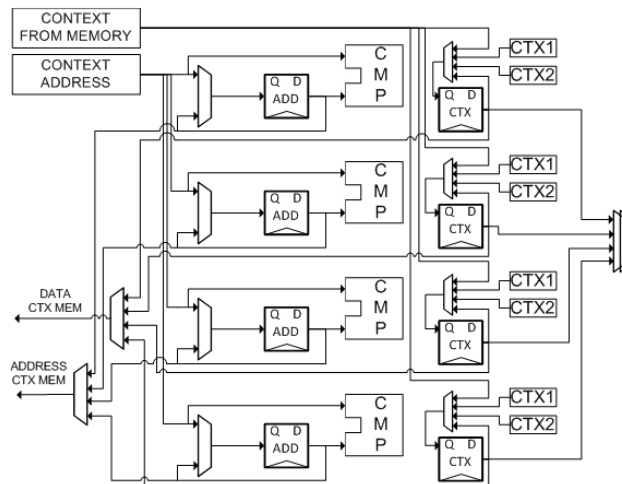 CONTEXT
FROM MEMORY
CONTEXT
ADDRESS
C
M
P
Q D
ADD
CTX1
CTX2
Q D
CTX
C
M
P
Q D
ADD
CTX1
CTX2
Q D
CTX
DATA
CTX MEM
C
M
P
Q D
ADD
CTX1
CTX2
Q D
CTX
ADDRESS
CTX MEM
C
M
P
Q D
ADD
CTX1
CTX2
Q D
CTX